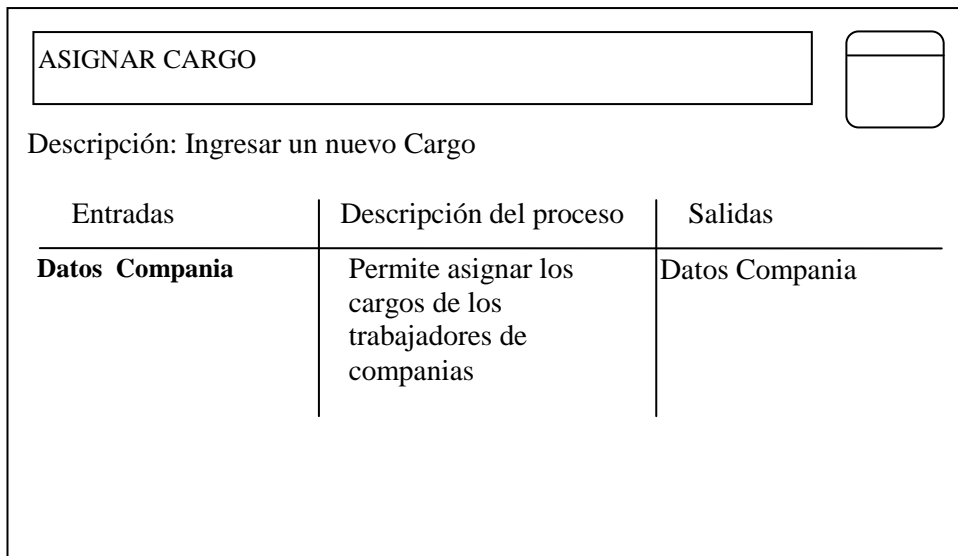 ASIGNAR CARGO
Descripción: Ingresar un nuevo Cargo
Entradas Descripción del proceso Salidas
Datos Compania Permite asignar los Datos Compania
cargos de los
trabajadores de
companias